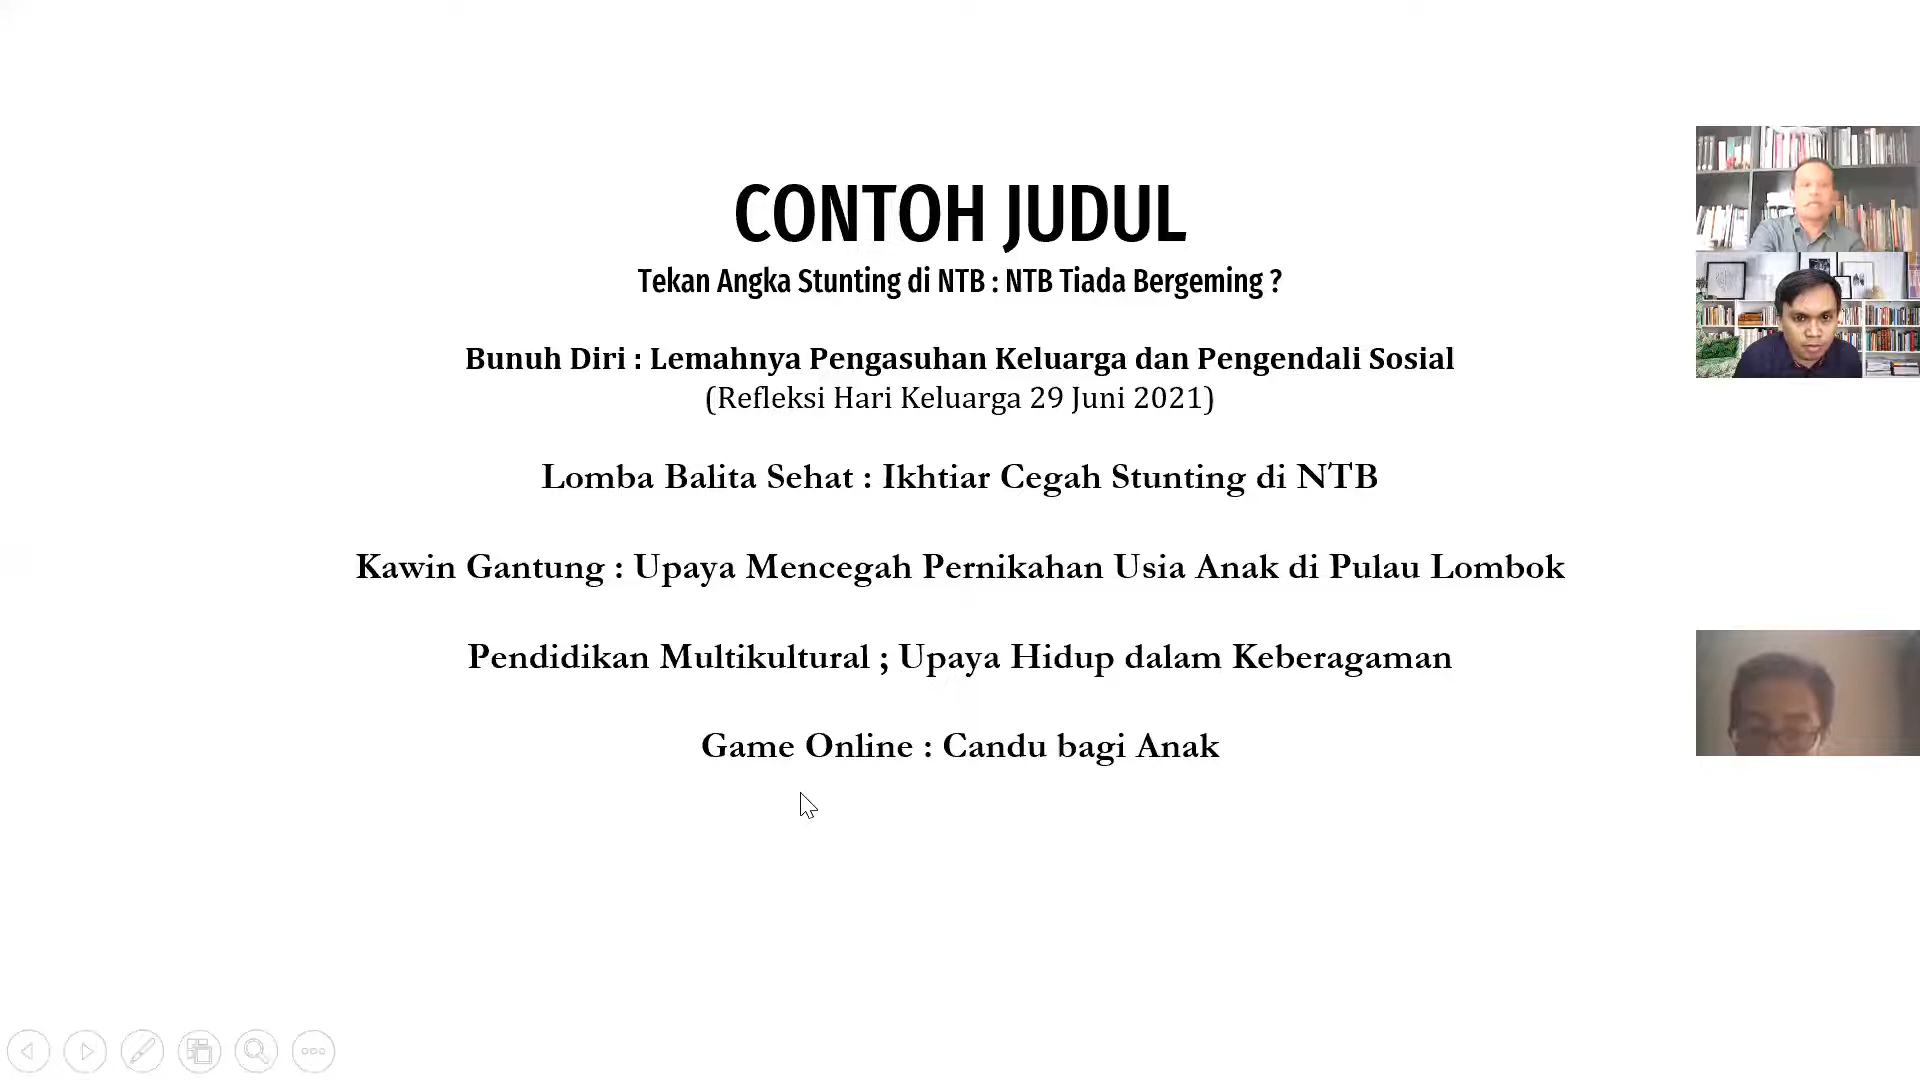 CONTOH JUDUL
Tekan Angka Stunting di NTB : NTB Tiada Bergeming ?
Bunuh Diri : Lemahnya Pengasuhan Keluarga dan Pengendali Sosial
(Refleksi Hari Keluarga 29 Juni 2021)
Lomba Balita Sehat : Ikhtiar Cegah Stunting di NTB
Kawin Gantung : Upaya Mencegah Pernikahan Usia Anak di Pulau Lombok
Pendidikan Multikultural ; Upaya Hidup dalam Keberagaman
Game Online : Candu bagi Anak